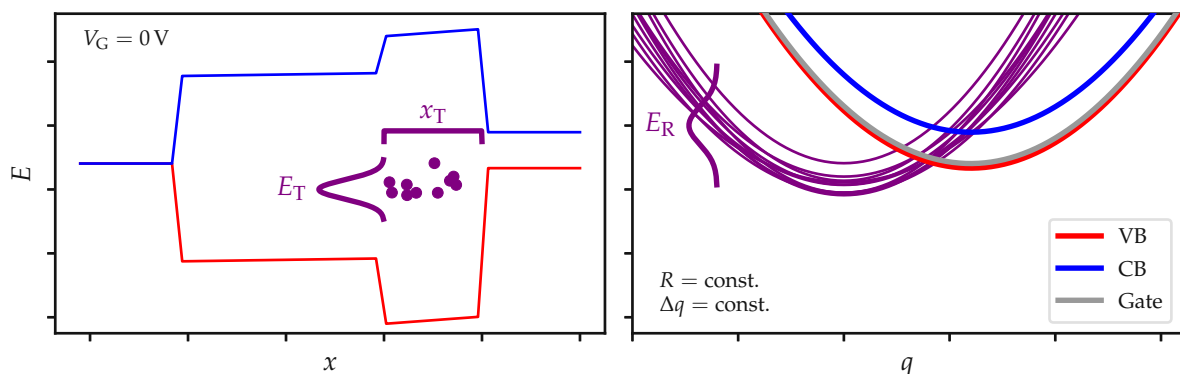 V_G = 0 V
x_T
E_T
E
x
E_R
R = const.
Δq = const.
VB
CB
Gate
q